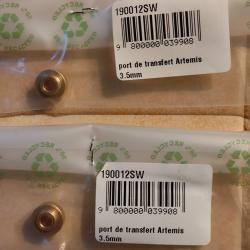 190012SW
9 800000 039908
port de transfert Artemis
3.5mm
190012SW
9 800000 039908
port de transfert Artemis
3.5mm